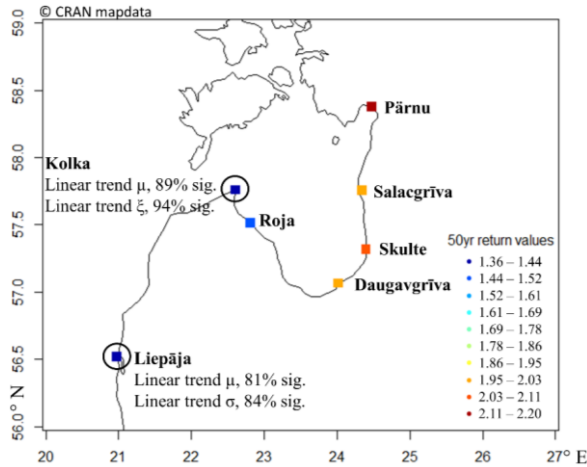 © CRAN mapdata
59.0
58.5
58.0
57.5
57.0
56.5
56.0° N
Pärnu
Kolka
Linear trend μ, 89% sig.
Linear trend ξ, 94% sig.
Salacgrīva
Roja
Skulte
Daugavgrīva
Liepāja
Linear trend μ, 81% sig.
Linear trend σ, 84% sig.
50yr return values
1.36 – 1.44
1.44 – 1.52
1.52 – 1.61
1.61 – 1.69
1.69 – 1.78
1.78 – 1.86
1.86 – 1.95
1.95 – 2.03
2.03 – 2.11
2.11 – 2.20
20 21 22 23 24 25 26 27° E